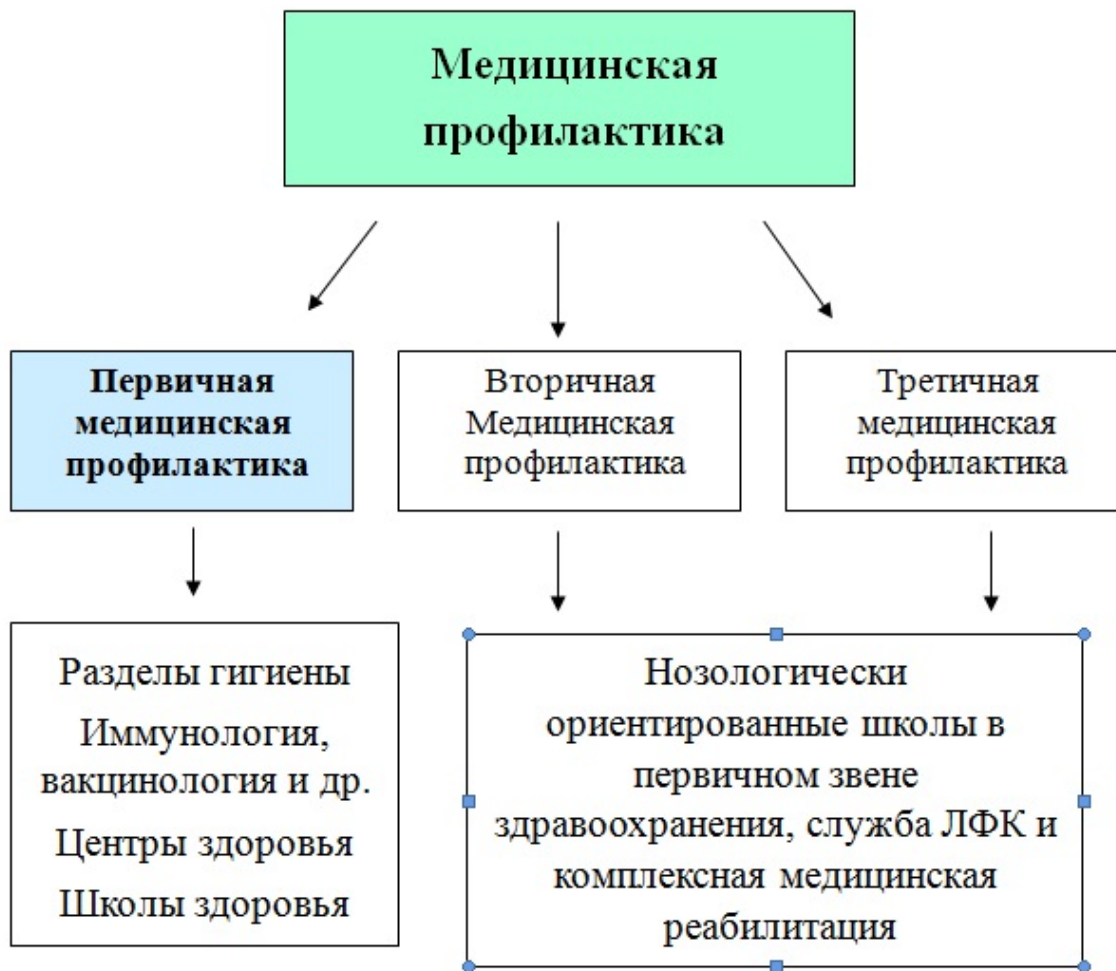 Медицинская
профилактика
Первичная
медицинская
профилактика
Вторичная
Медицинская
профилактика
Третичная
медицинская
профилактика
Разделы гигиены
Иммунология,
вакцинология и др.
Центры здоровья
Школы здоровья
Нозологически
ориентированные школы в
первичном звене
здравоохранения, служба ЛФК и
комплексная медицинская
реабилитация